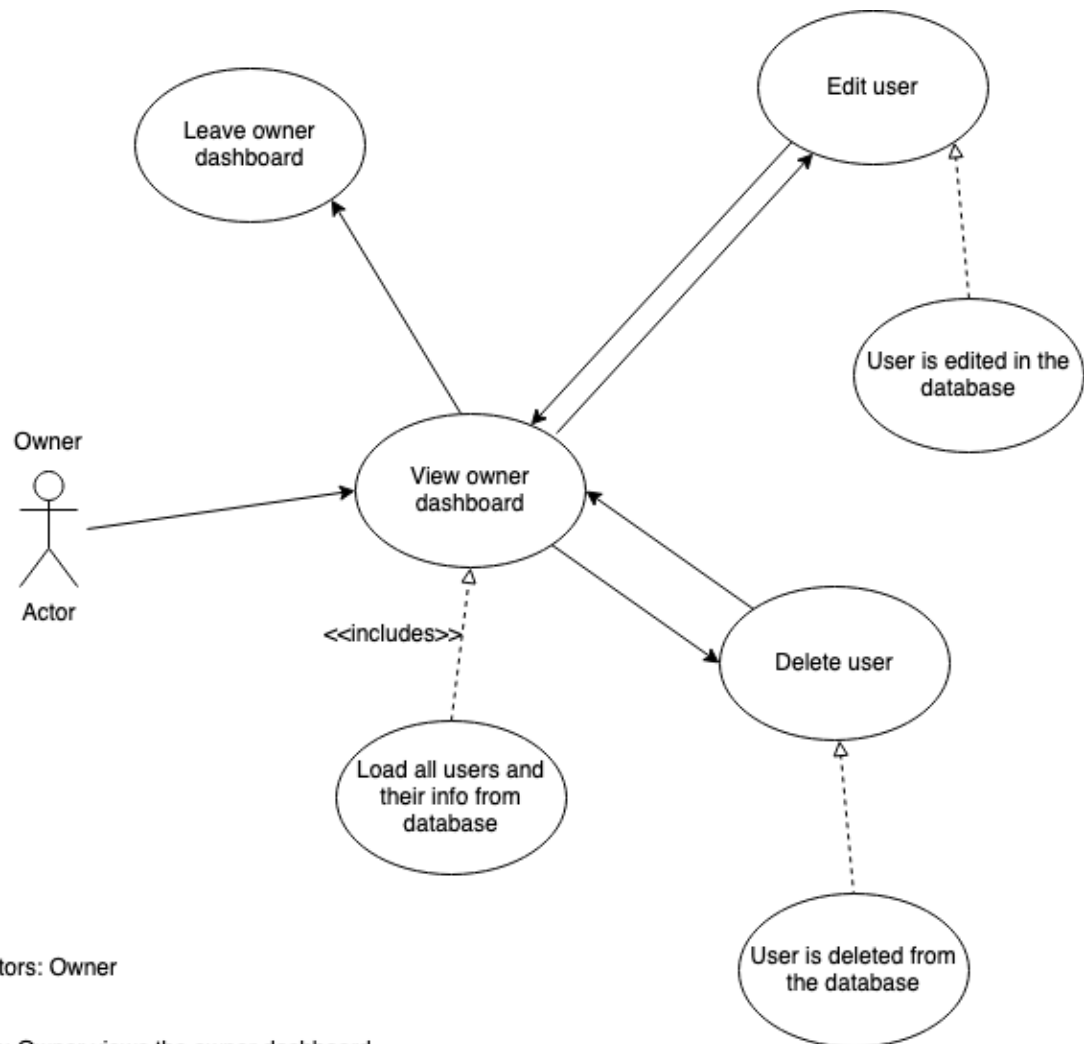 Edit user
Leave owner
dashboard
User is edited in the
database
Owner
View owner
dashboard
Actor
<<includes>>
Delete user
Load all users and
their info from
database
User is deleted from
the database
tors: Owner